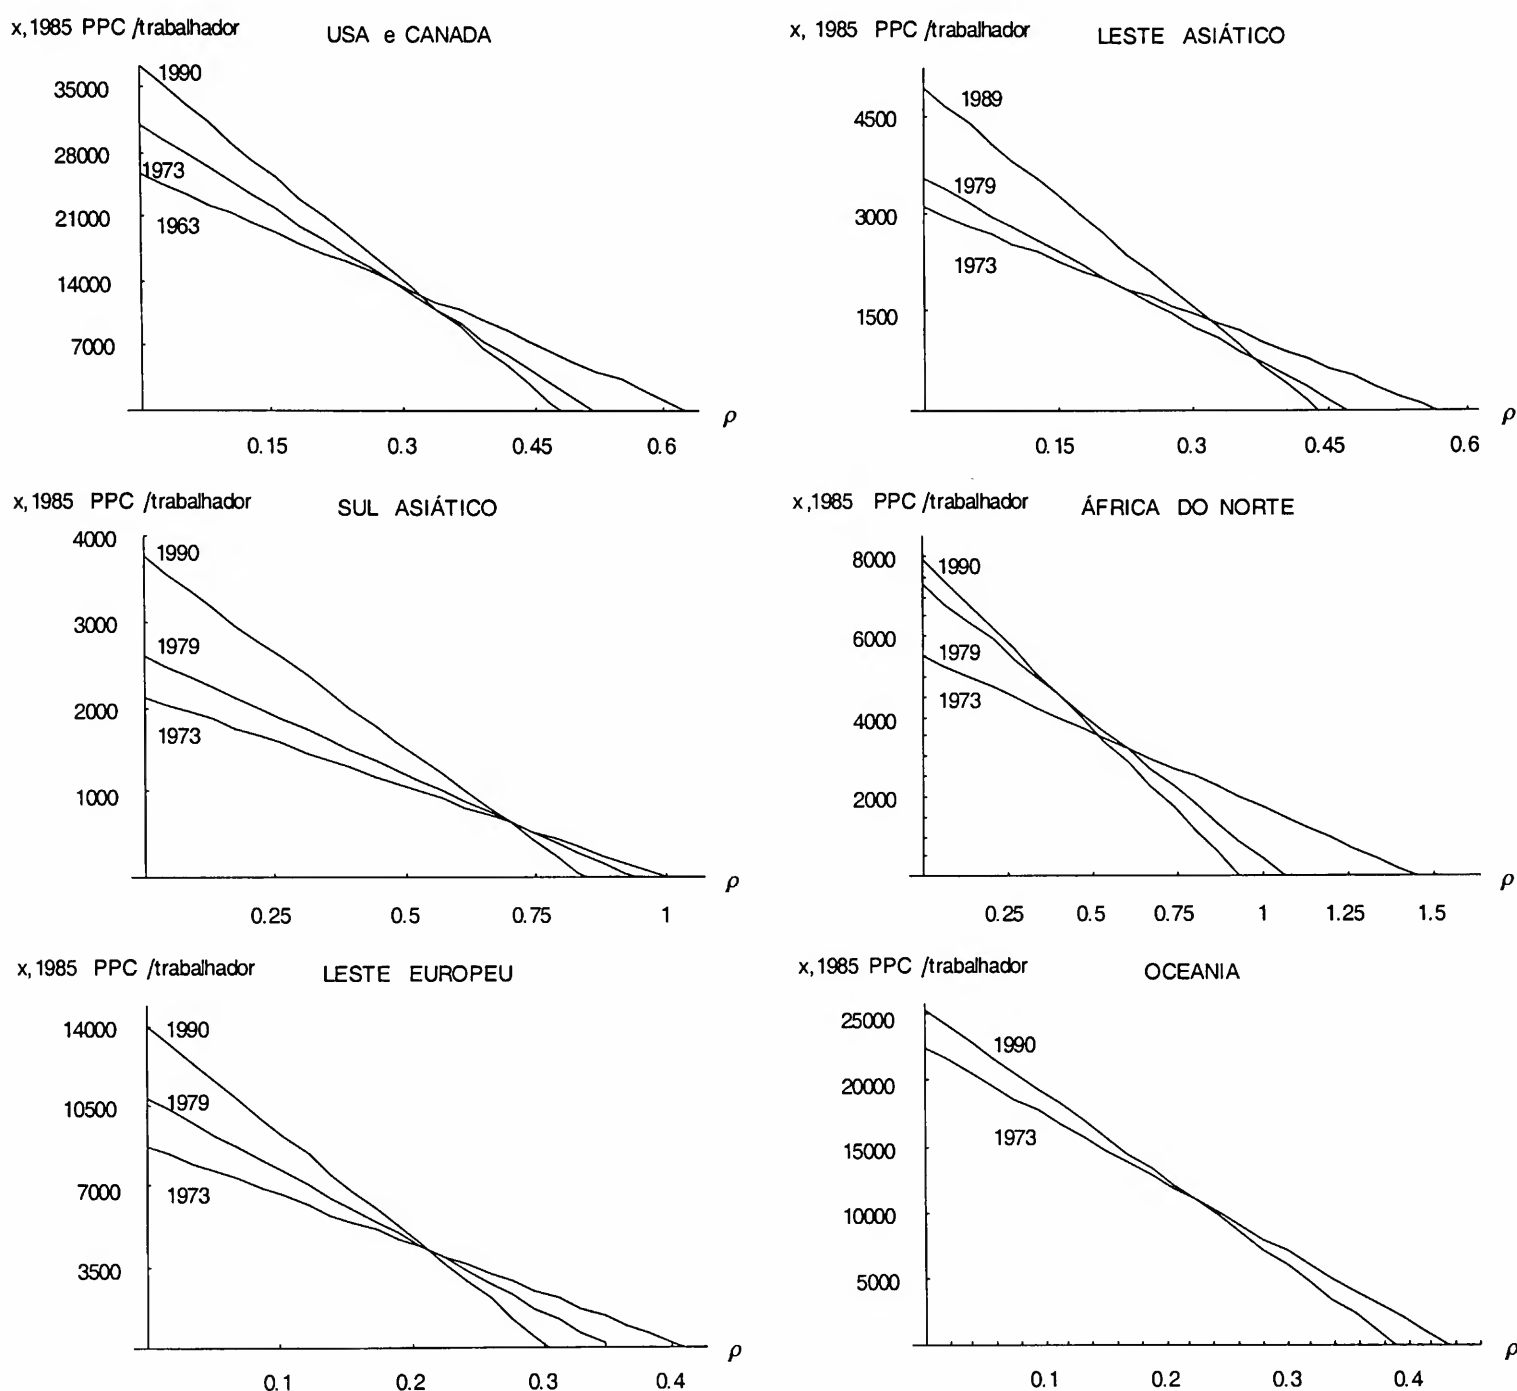 x, 1985 PPC /trabalhador
USA e CANADA
1990
35000
28000
1973
21000
1963
14000
7000
ρ
0.15 0.3 0.45 0.6
x, 1985 PPC /trabalhador
LESTE ASIÁTICO
1989
4500
1979
3000
1973
1500
ρ
0.15 0.3 0.45 0.6
x, 1985 PPC /trabalhador
SUL ASIÁTICO
4000
1990
3000
1979
2000
1973
1000
ρ
0.25 0.5 0.75 1
x, 1985 PPC /trabalhador
ÁFRICA DO NORTE
8000
1990
6000
1979
1973
4000
2000
ρ
0.25 0.5 0.75 1 1.25 1.5
x, 1985 PPC /trabalhador
LESTE EUROPEU
14000
1990
10500
1979
7000
1973
3500
ρ
0.1 0.2 0.3 0.4
x, 1985 PPC /trabalhador
OCEANIA
25000
1990
20000
15000
1973
10000
5000
ρ
0.1 0.2 0.3 0.4